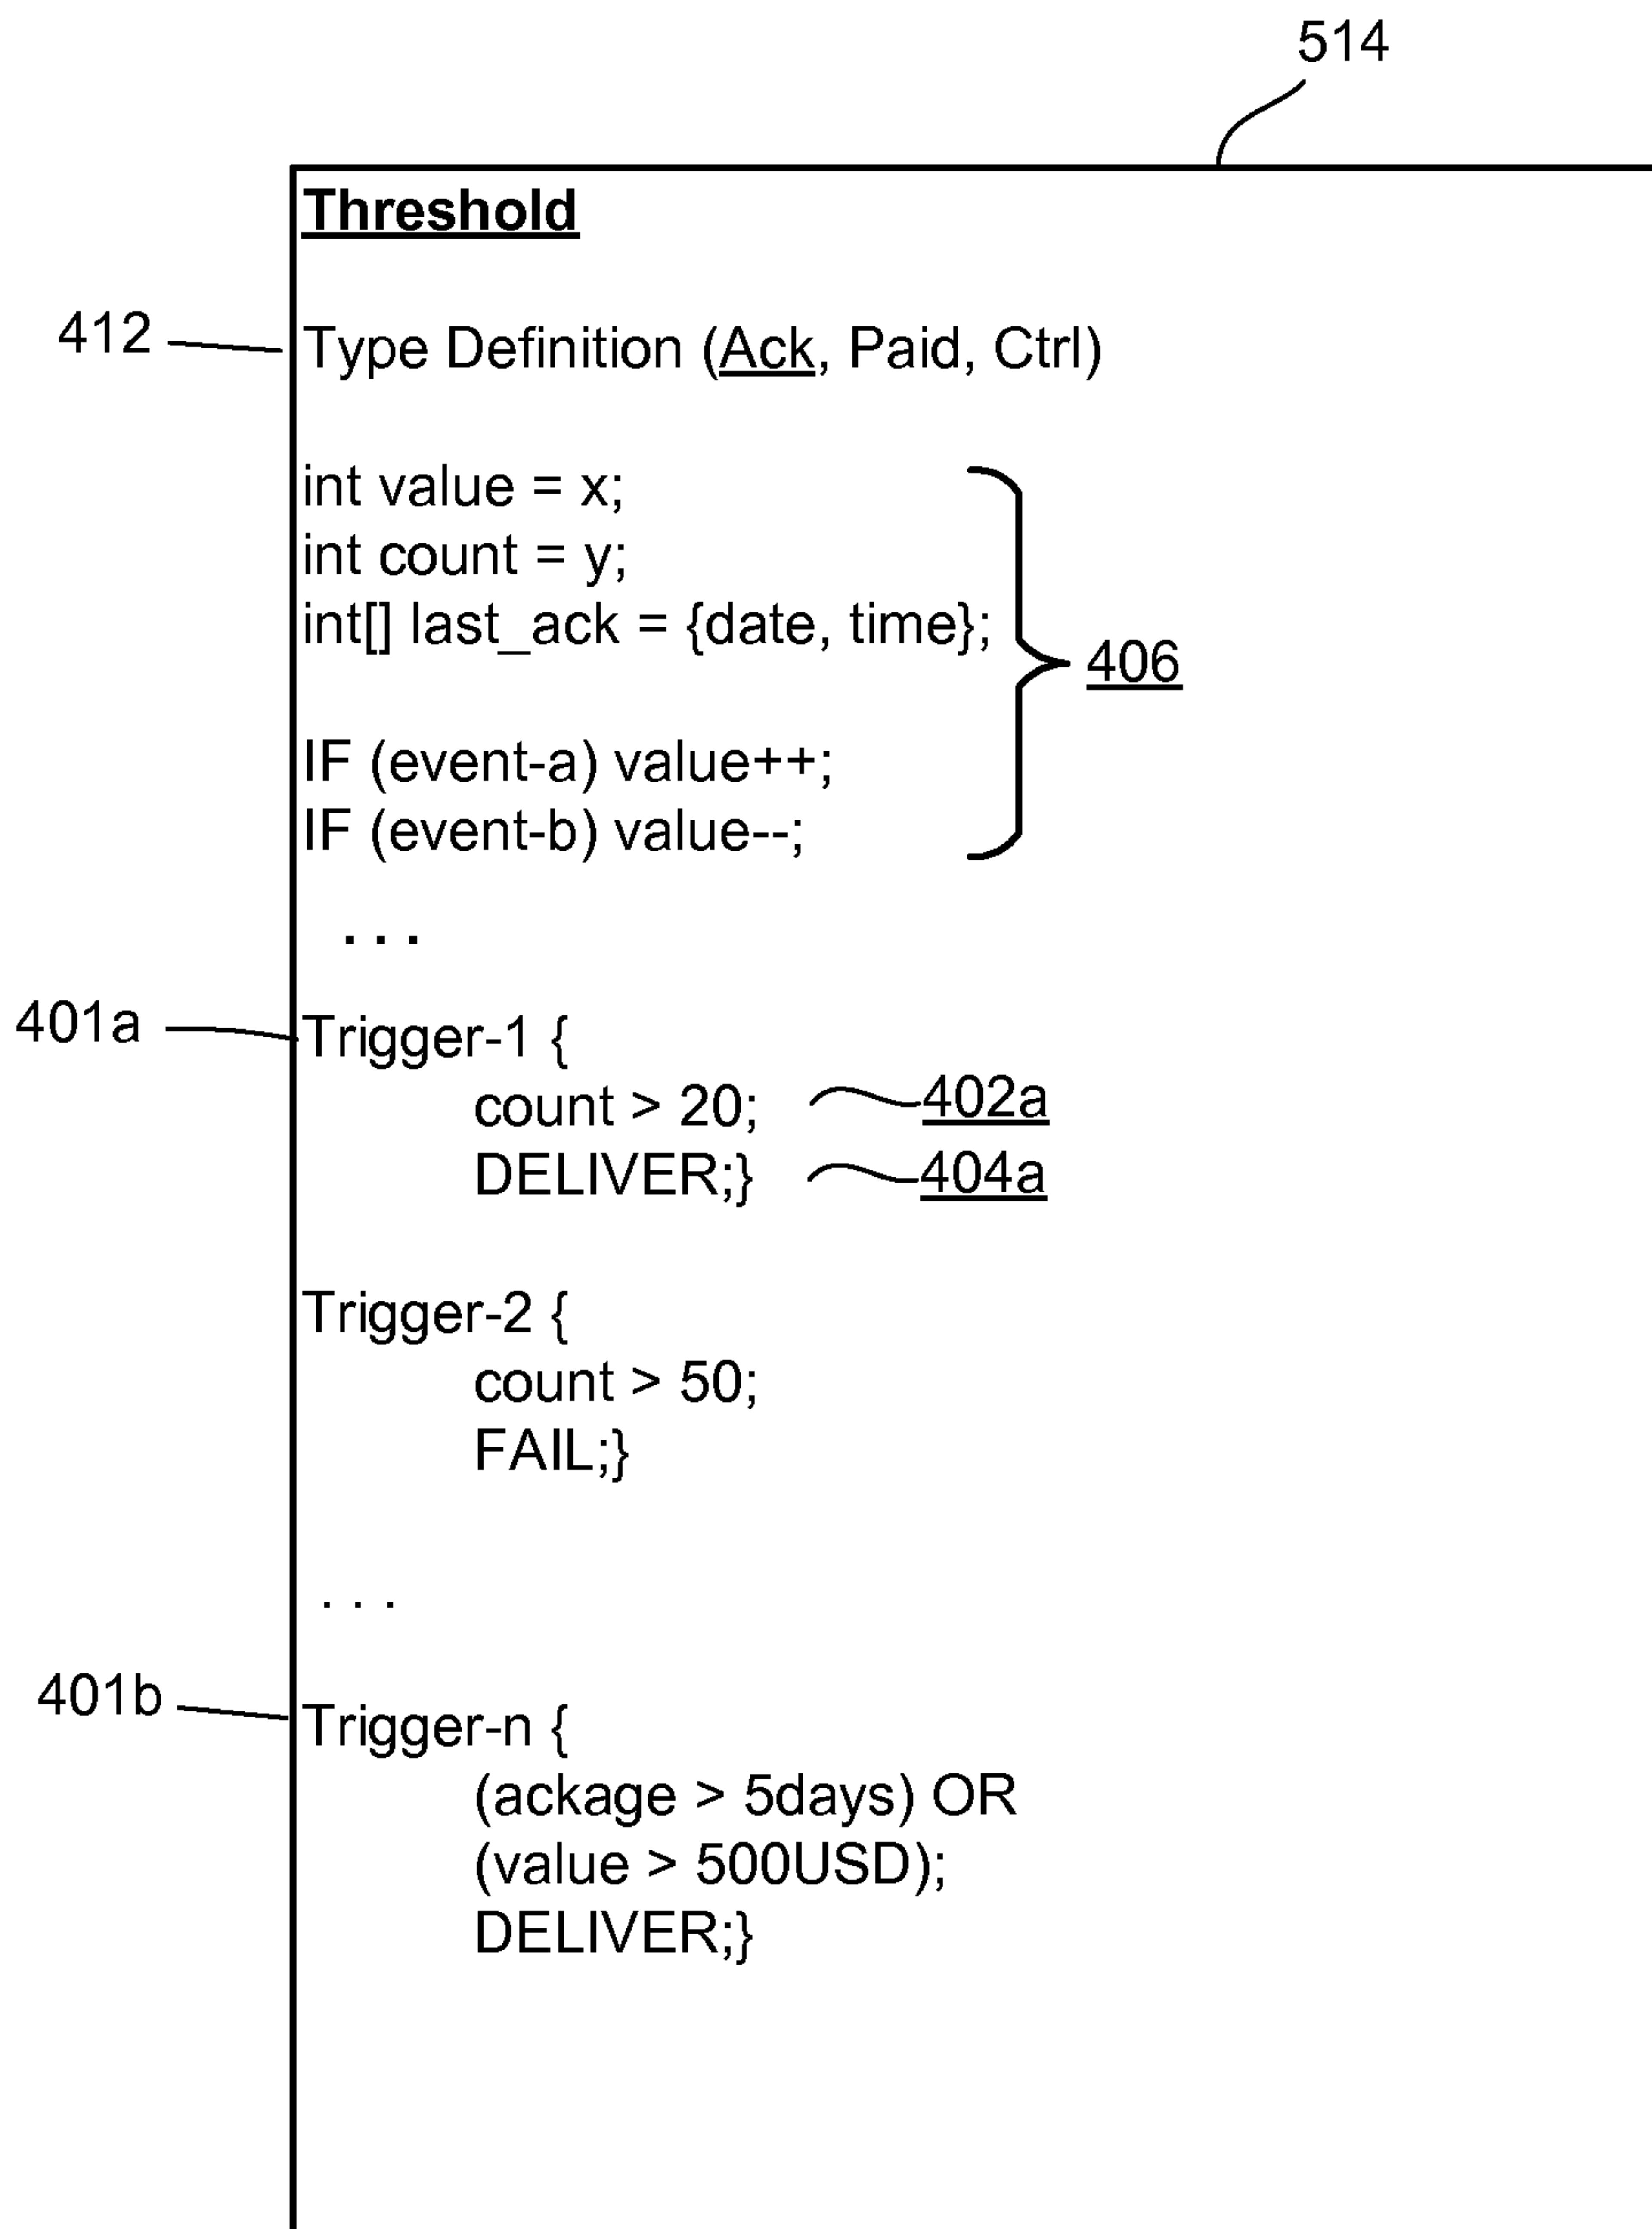 514
Threshold
412
Type Definition (Ack, Paid, Ctrl)
int value = x;
int count = y;
int[] last_ack = {date, time};
406
IF (event-a) value++;
IF (event-b) value--;
. . .
401a
Trigger-1 {
count > 20;
402a
DELIVER;}
404a
Trigger-2 {
count > 50;
FAIL;}
. . .
401b
Trigger-n {
(ackage > 5days) OR
(value > 500USD);
DELIVER;}